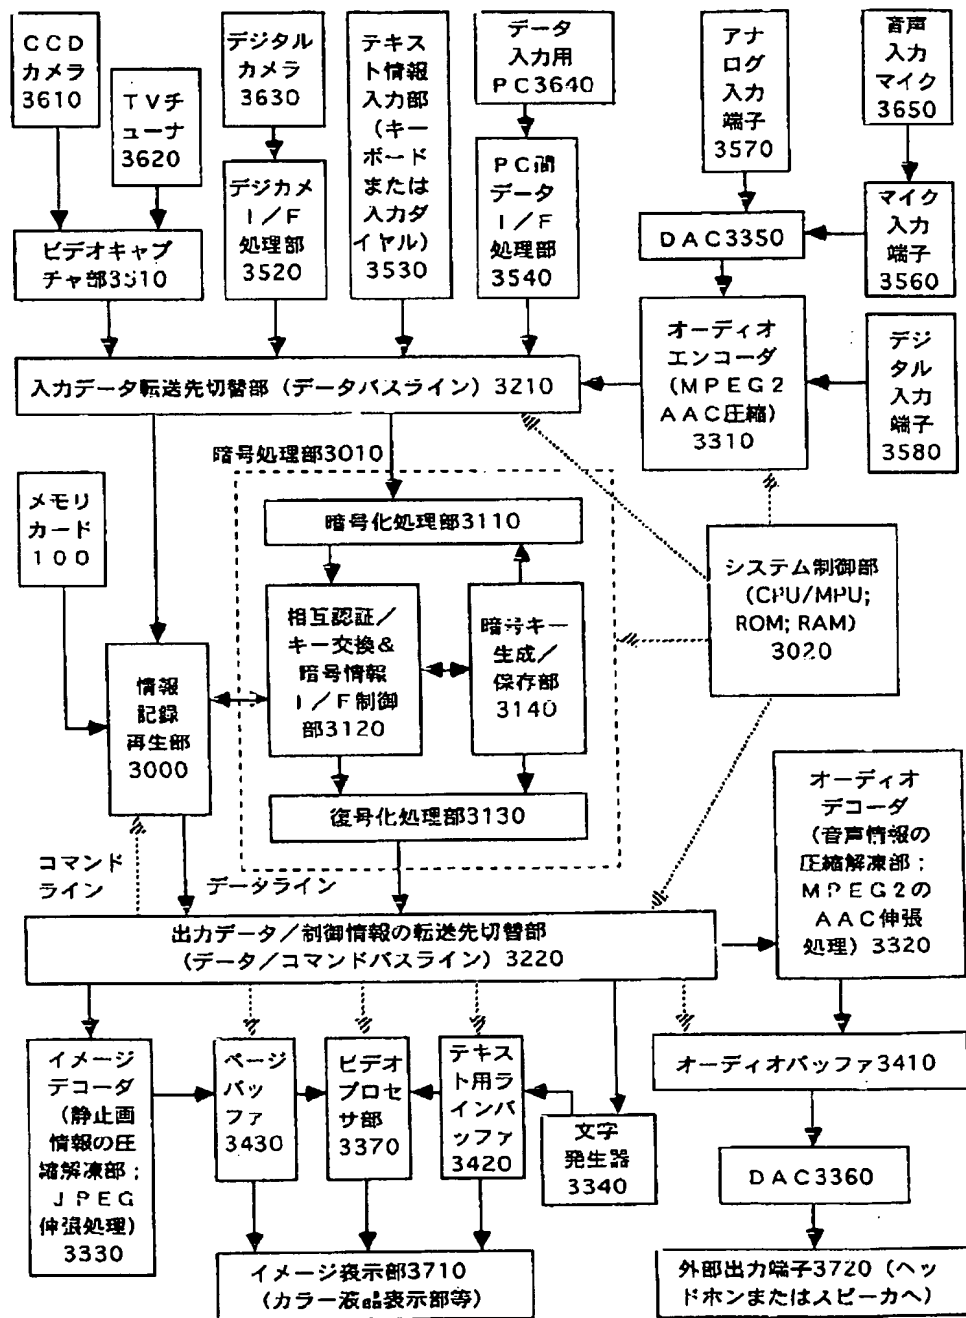 CCD
カメラ
3610
TVチ
ューナ
3620
デジタル
カメラ
3630
テキス
ト情報
入力部
(キー
ボード
または
入力ダ
イヤル)
3530
データ
入力用
PC3640
アナ
ログ
入力
端子
3570
音声
入力
マイク
3650
デジカメ
I/F
処理部
3520
PC間
データ
I/F
処理部
3540
ビデオキャプ
チャ部3510
DAC3350
マイク
入力
端子
3560
オーディオ
エンコーダ
(MPEG2
AAC圧縮)
3310
デジ
タル
入力
端子
3580
入力データ転送先切替部(データバスライン)3210
暗号処理部3010
メモリ
カード
100
暗号化処理部3110
相互認証/
キー交換&
暗号情報
I/F制御
部3120
暗号キー
生成/
保存部
3140
システム制御部
(CPU/MPU;
ROM; RAM)
3020
情報
記録
再生部
3000
復号化処理部3130
オーディオ
デコーダ
(音声情報の
圧縮解凍部;
MPEG2の
AAC伸張
処理)3320
コマンド
ライン
データライン
出力データ/制御情報の転送先切替部
(データ/コマンドバスライン)3220
イメージ
デコーダ
(静止画
情報の圧
縮解凍部;
JPEG
伸張処理)
3330
ページ
バッ
ファ
3430
ビデオ
プロセ
サ部
3370
テキス
ト用ラ
インバ
ッファ
3420
文字
発生器
3340
オーディオバッファ3410
DAC3360
イメージ表示部3710
(カラー液晶表示部等)
外部出力端子3720(ヘッ
ドホンまたはスピーカへ)